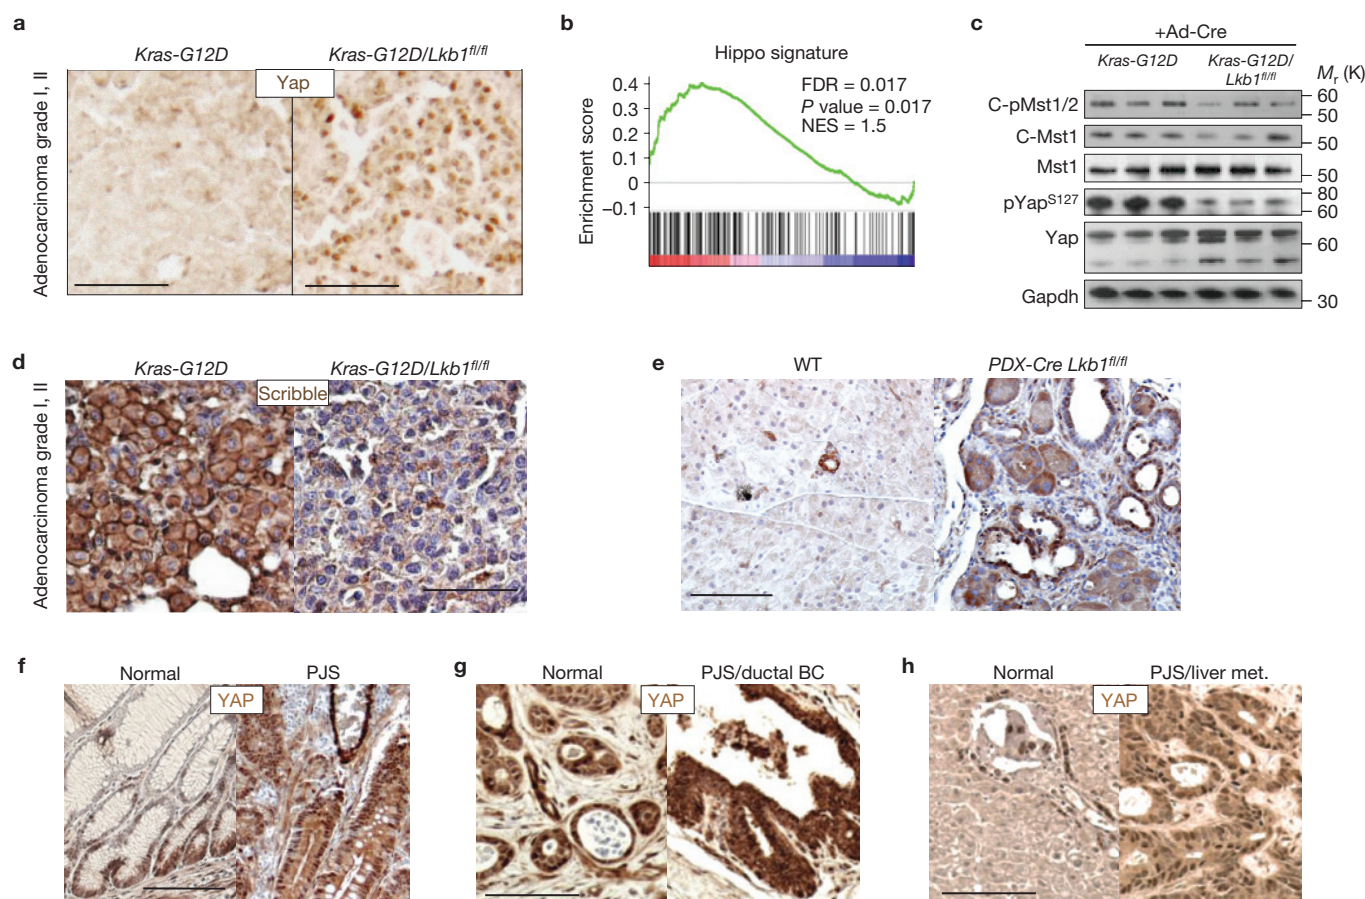 a
Kras-G12D
Kras-G12D/Lkb1fl/fl
Yap
Adenocarcinoma grade I, II
b
Hippo signature
FDR = 0.017
P value = 0.017
NES = 1.5
Enrichment score
0.4
0.3
0.2
0.1
0
–0.1
c
+Ad-Cre
Kras-G12D
Kras-G12D/
Lkb1fl/fl
Mr (K)
C-pMst1/2
60
50
C-Mst1
50
Mst1
50
pYapS127
80
60
Yap
60
Gapdh
30
d
Kras-G12D
Kras-G12D/Lkb1fl/fl
Scribble
Adenocarcinoma grade I, II
e
WT
PDX-Cre Lkb1fl/fl
f
Normal
PJS
YAP
g
Normal
PJS/ductal BC
YAP
h
Normal
PJS/liver met.
YAP